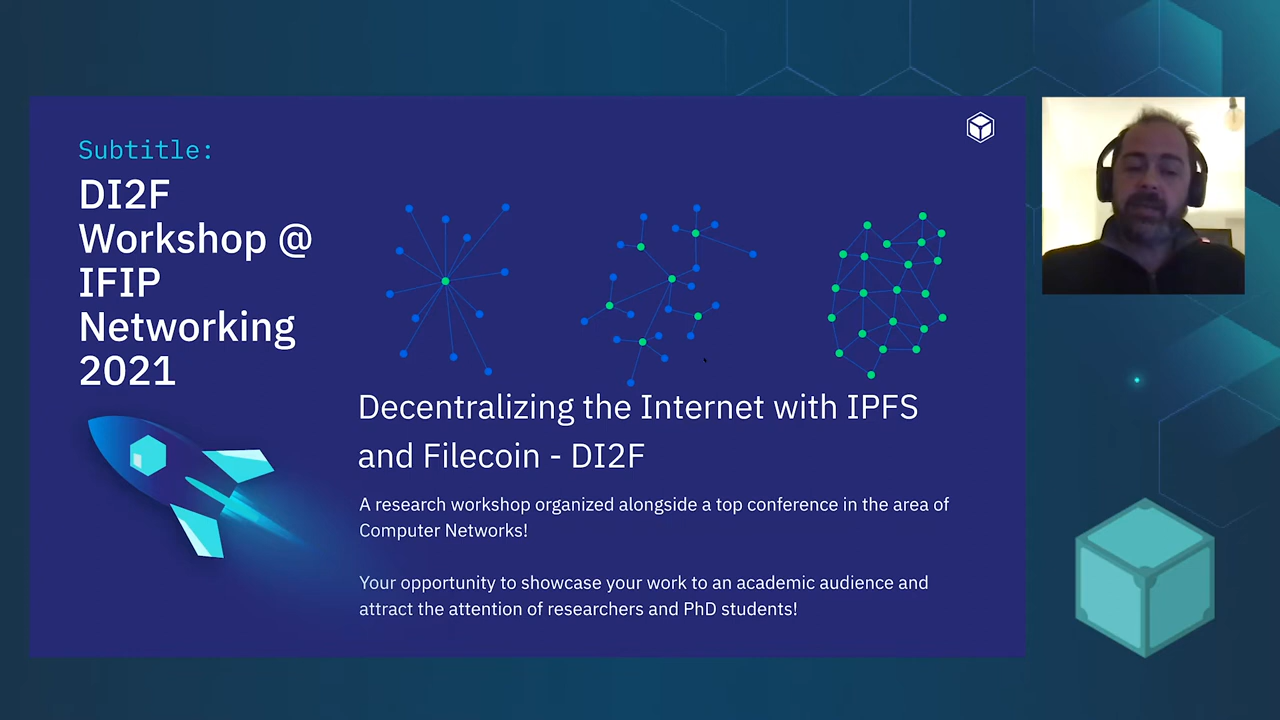 Subtitle:
DI2F
Workshop @
IFIP
Networking
2021
Decentralizing the Internet with IPFS
and Filecoin - DI2F
A research workshop organized alongside a top conference in the area of
Computer Networks!
Your opportunity to showcase your work to an academic audience and
attract the attention of researchers and PhD students!